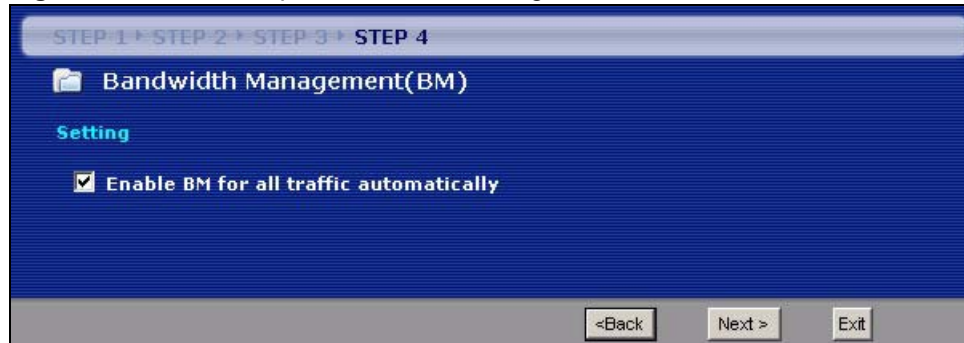 STEP 1 STEP 2 STEP 3 STEP 4
Bandwidth Management(BM)
Setting
Enable BM for all traffic automatically
<Back Next > Exit